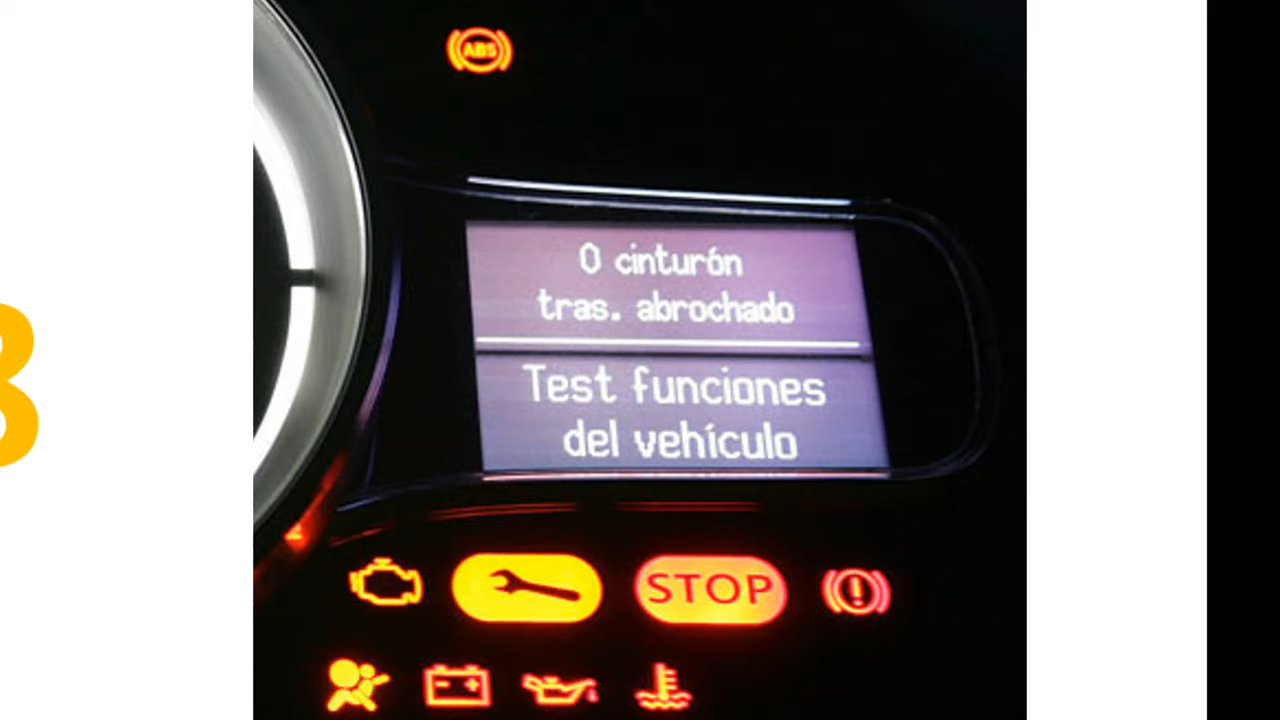 ABS
0 cinturón
tras. abrochado
Test funciones
del vehículo
STOP